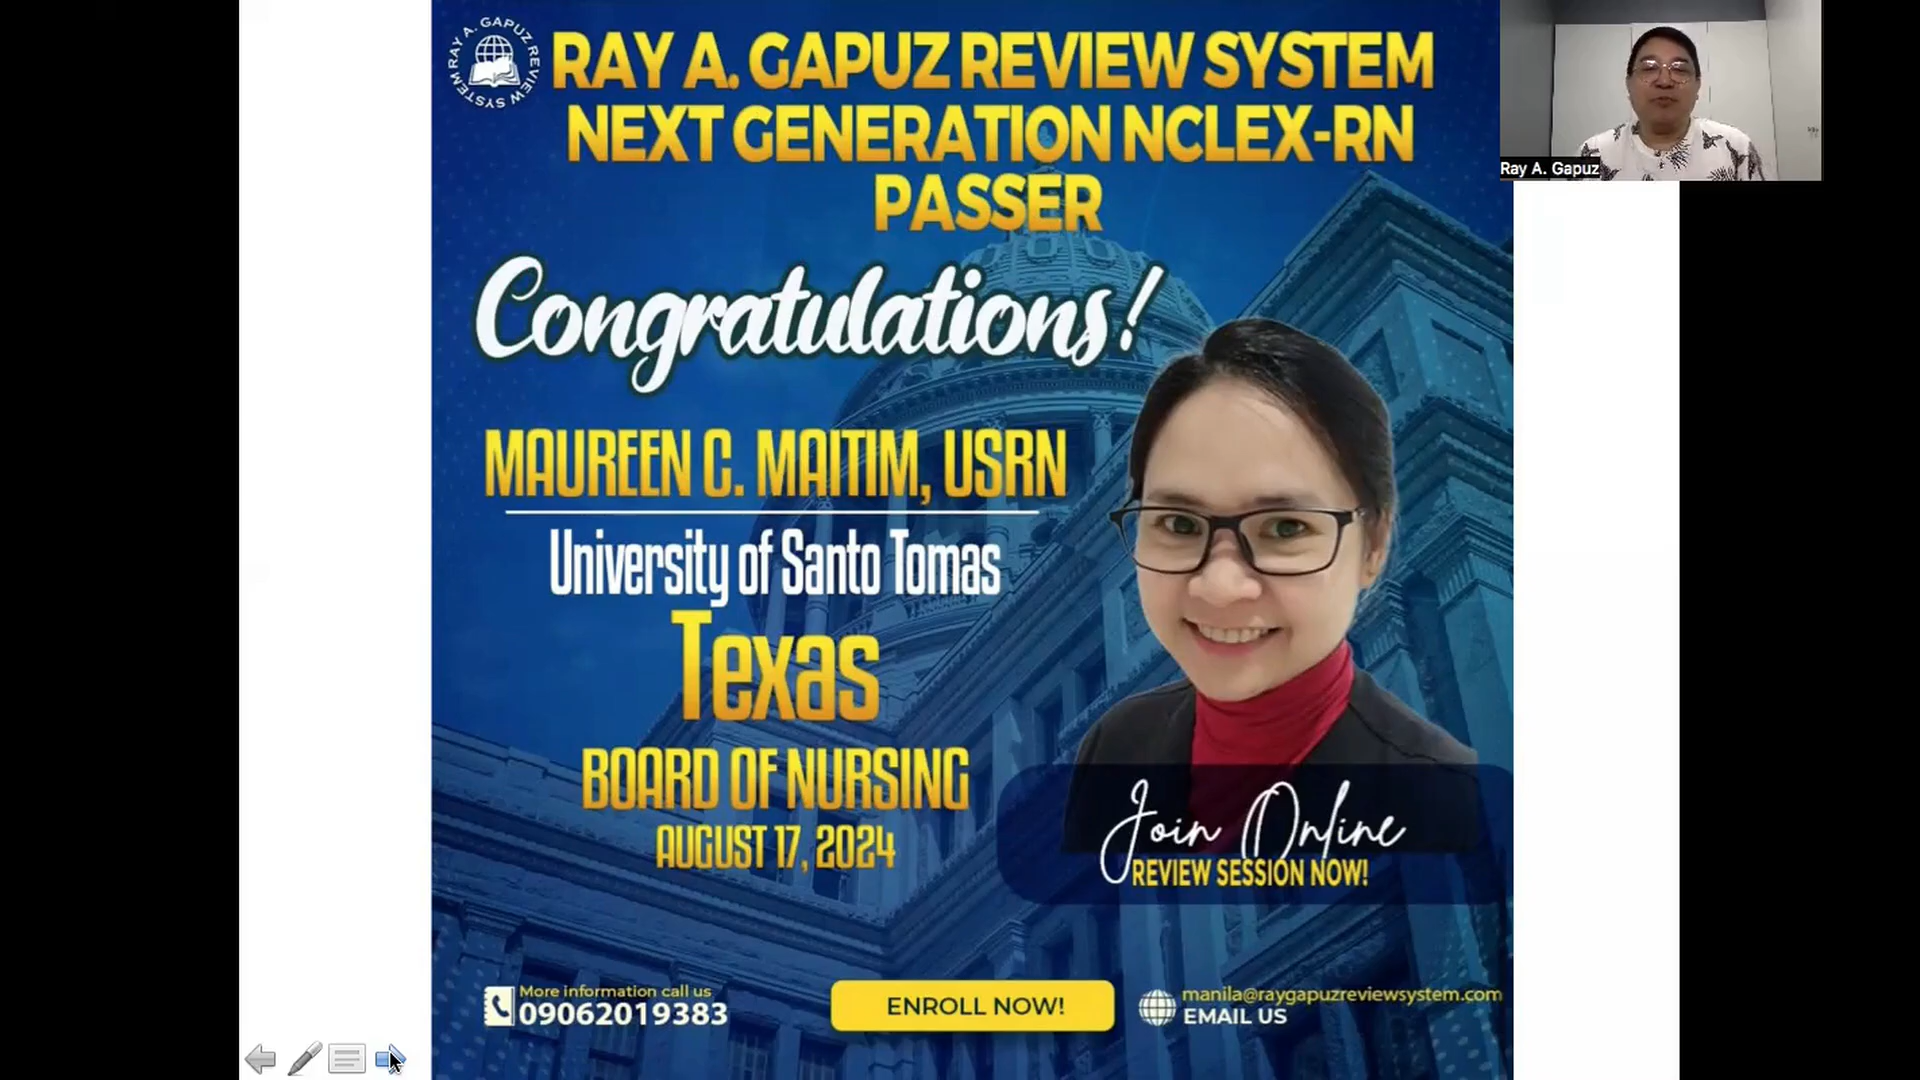 RAY A. GAPUZ REVIEW SYSTEM
RAY A. GAPUZ REVIEW SYSTEM
NEXT GENERATION NCLEX-RN
PASSER
Ray A. Gapuz
Congratulations!
MAUREEN C. MAITIM, USRN
University of Santo Tomas
Texas
BOARD OF NURSING
AUGUST 17, 2024
Join Online
REVIEW SESSION NOW!
More information call us
09062019383
ENROLL NOW!
manila@raygapuzreviewsystem.com
EMAIL US